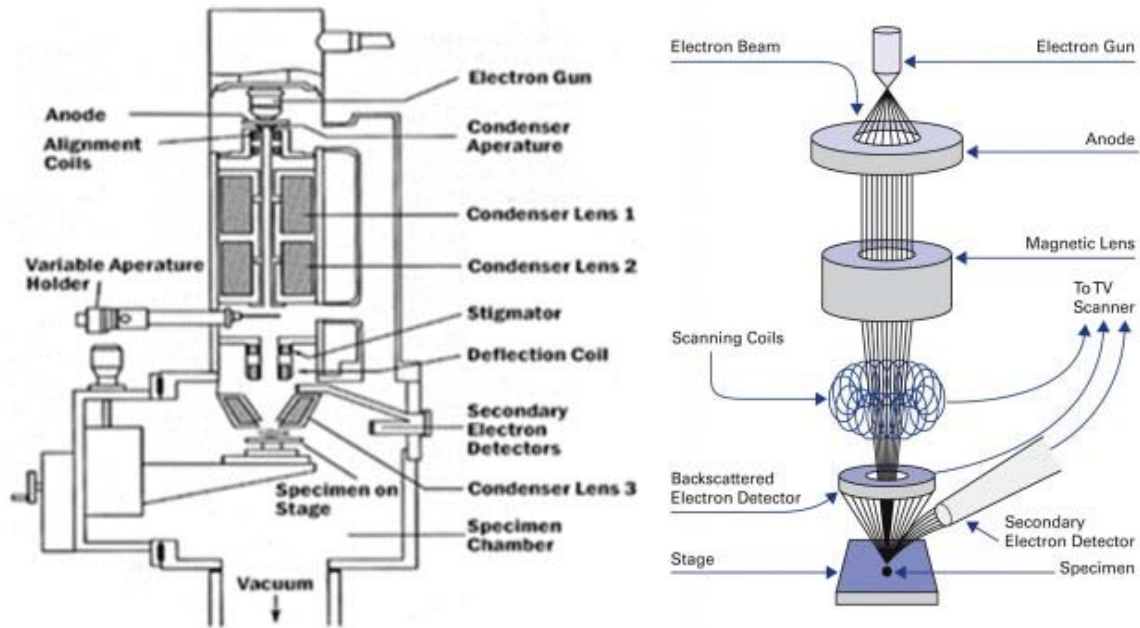 Electron Gun
Anode
Condenser
Aperature
Alignment
Coils
Condenser Lens 1
Variable Aperature
Holder
Condenser Lens 2
Stigmator
Deflection Coil
Secondary
Electron
Detectors
Specimen on
Stage
Condenser Lens 3
Specimen
Chamber
Vacuum
Electron Beam
Electron Gun
Anode
Magnetic Lens
To TV
Scanner
Scanning Coils
Backscattered
Electron Detector
Secondary
Electron Detector
Stage
Specimen